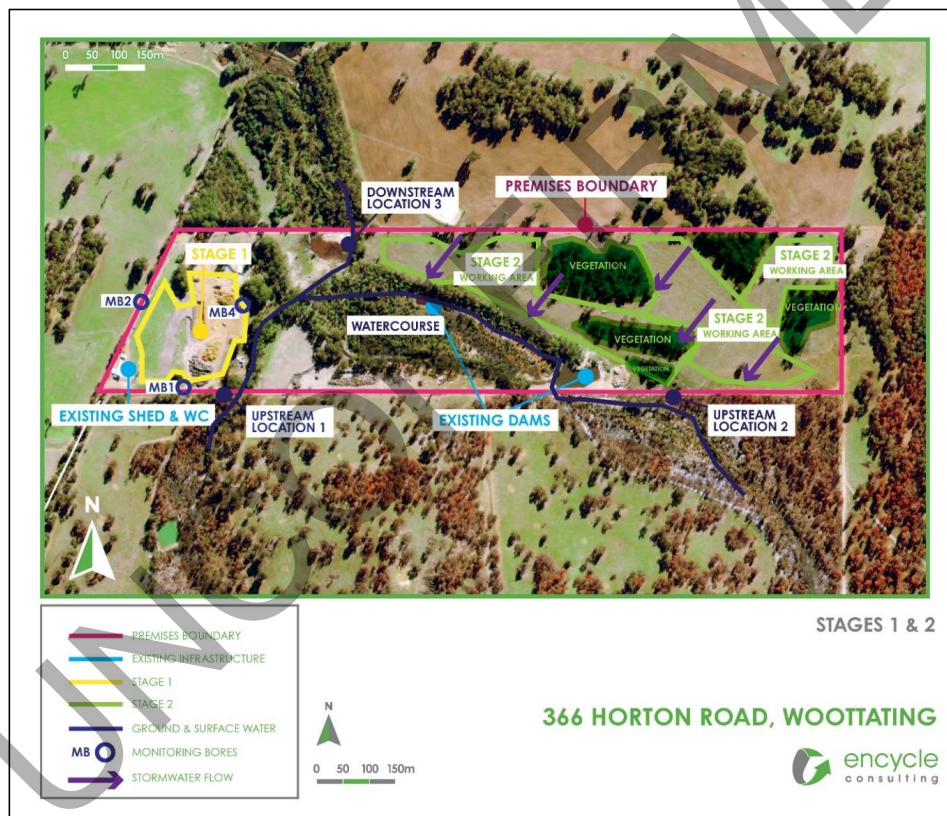 0 50 100 150m
DOWNSTREAM
LOCATION 3
PREMISES BOUNDARY
STAGE 1
STAGE 2
WORKING AREA
VEGETATION
STAGE 2
WORKING AREA
MB2
MB4
WATERCOURSE
STAGE 2
WORKING AREA
VEGETATION
VEGETATION
VEGETATION
MB1
EXISTING SHED & WC
UPSTREAM
LOCATION 1
EXISTING DAMS
UPSTREAM
LOCATION 2
N
STAGES 1 & 2
PREMISES BOUNDARY
EXISTING INFRASTRUCTURE
STAGE 1
STAGE 2
GROUND & SURFACE WATER
MB MONITORING BORES
STORMWATER FLOW
N
0 50 100 150m
366 HORTON ROAD, WOOTTATING
encycle
consulting